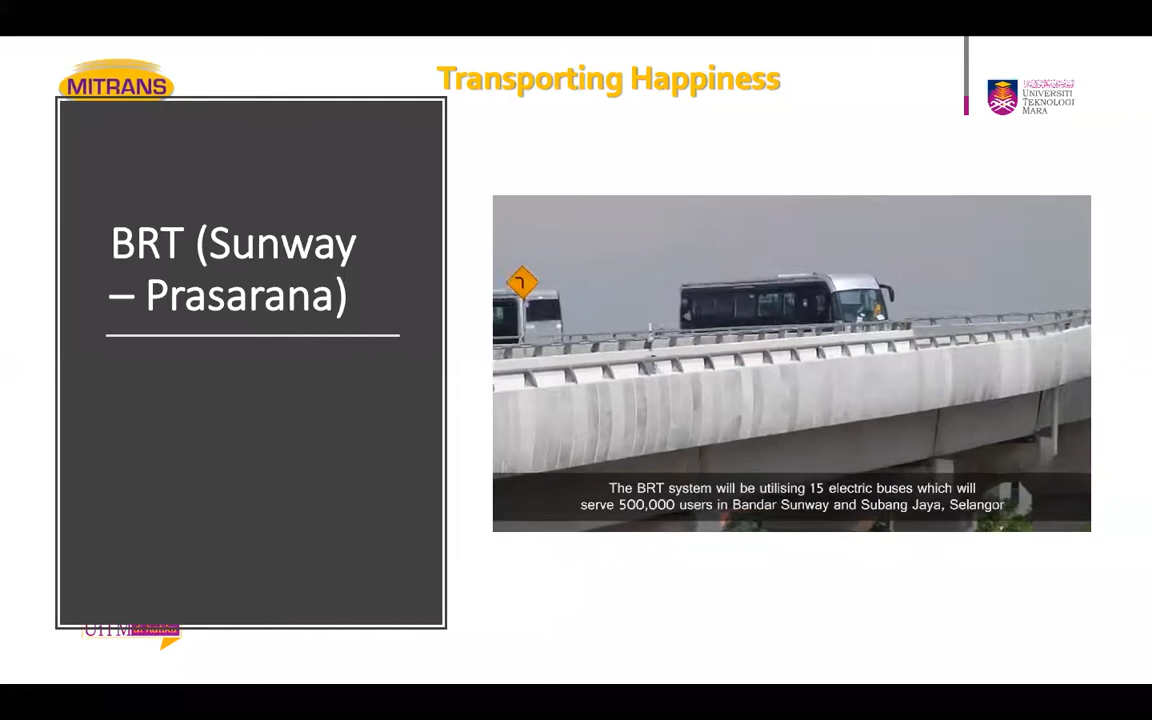 MITRANS
Transporting Happiness
UNIVERSITI
TEKNOLOGI
MARA
BRT (Sunway
– Prasarana)
The BRT system will be utilising 15 electric buses which will
serve 500,000 users in Bandar Sunway and Subang Jaya, Selangor